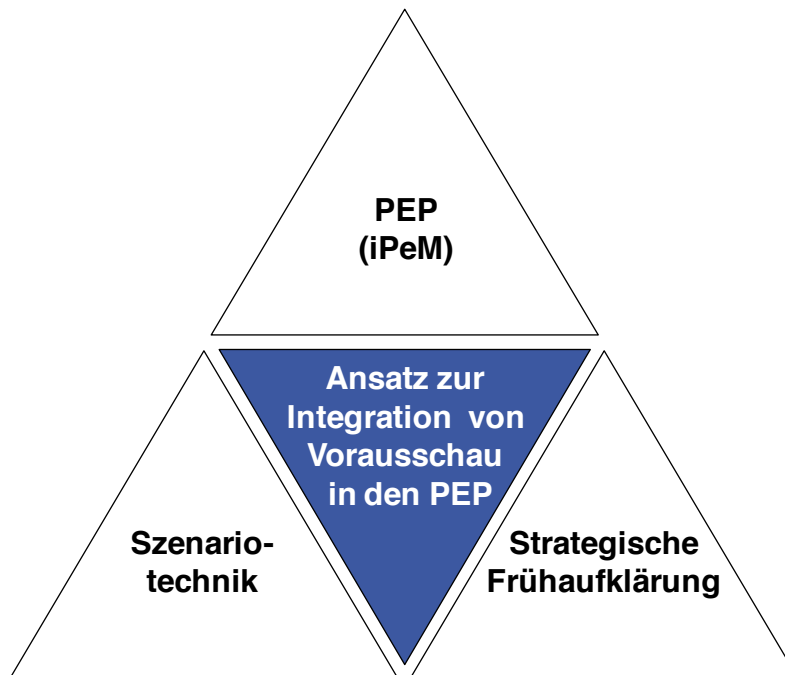 PEP
(iPeM)
Ansatz zur
Integration von
Vorausschau
in den PEP
Szenario-
technik
Strategische
Frühaufklärung